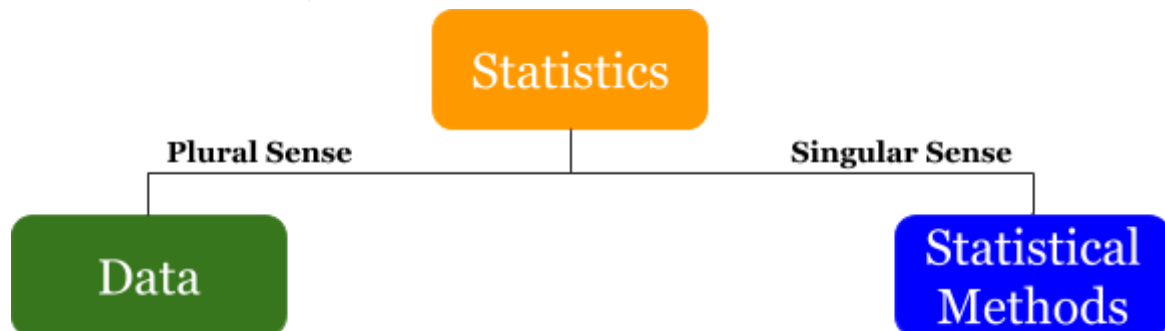 Statistics
Plural Sense
Singular Sense
Data
Statistical
Methods